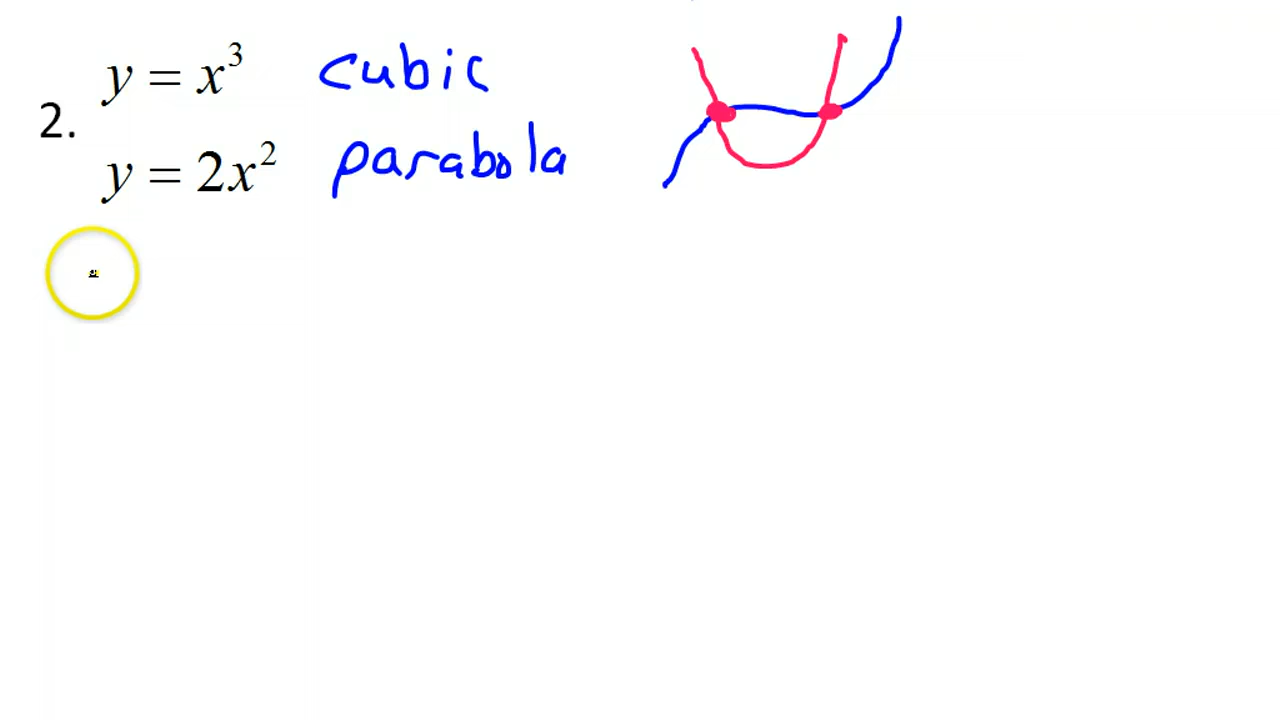 y = x³ cubic
2.
y = 2x² parabola